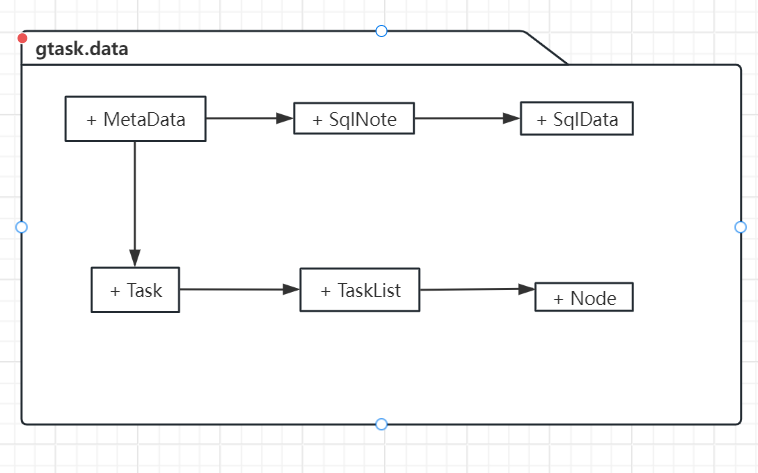 gtask.data
+ MetaData
+ SqlNote
+ SqlData
+ Task
+ TaskList
+ Node